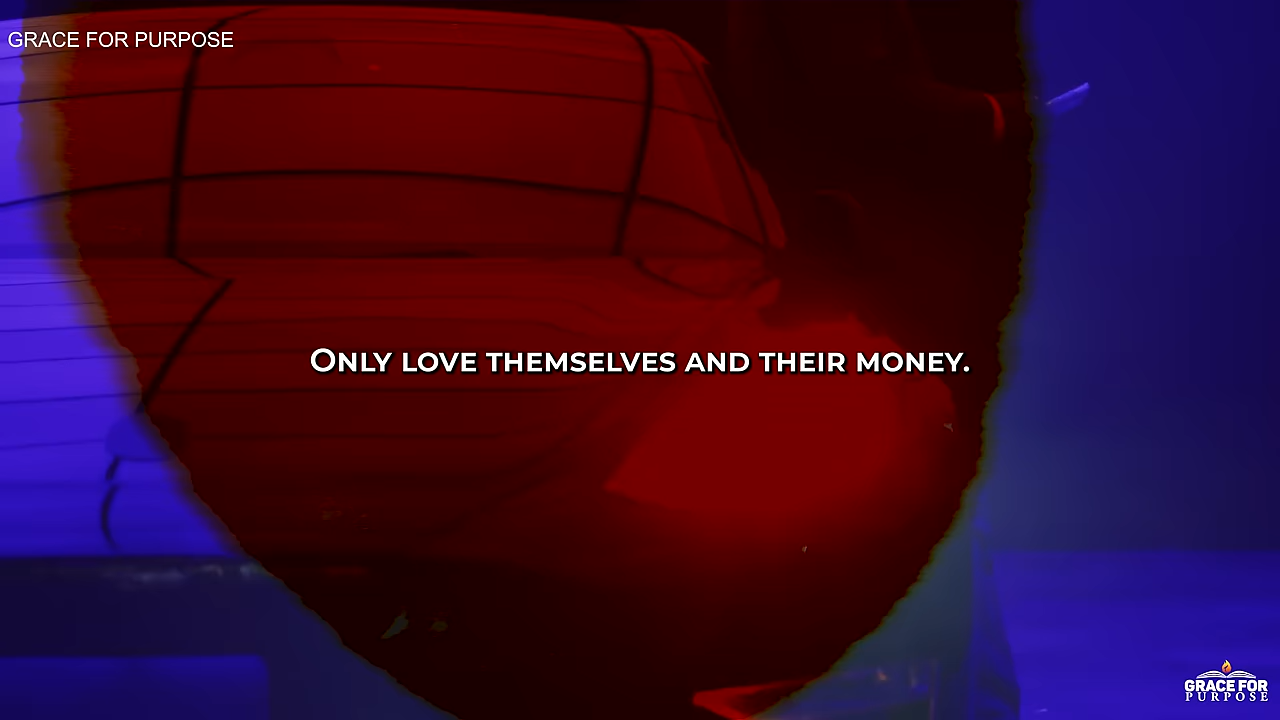 GRACE FOR PURPOSE
Only love themselves and their money.
GRACE FOR
PURPOSE